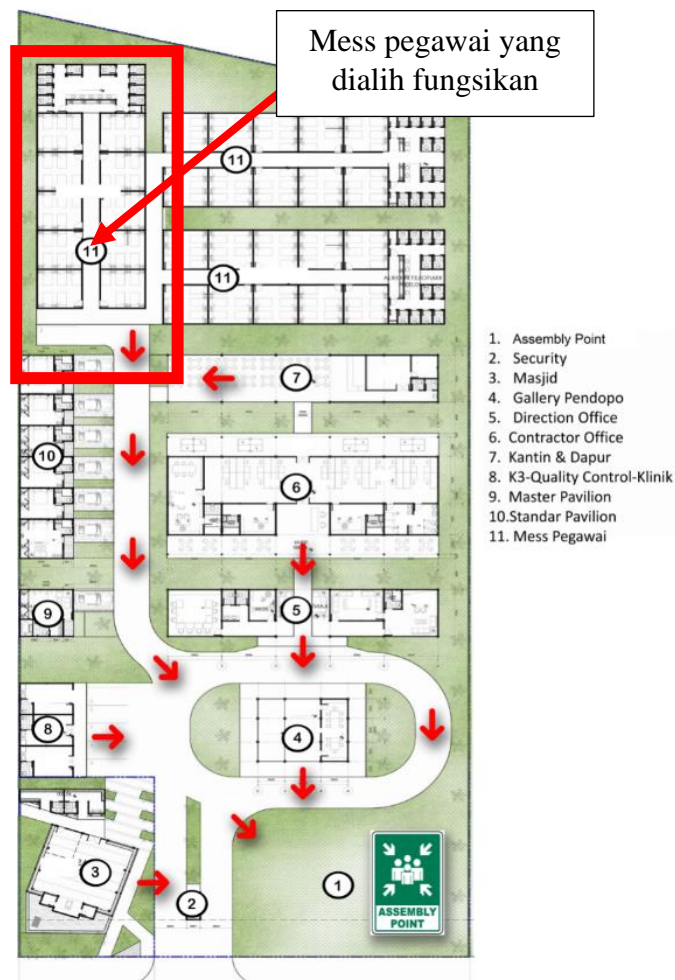 Mess pegawai yang
dialih fungsikan
11
11
11
7
10
6
9
5
8
4
3
2
1
ASSEMBLY
POINT
1. Assembly Point
2. Security
3. Masjid
4. Gallery Pendopo
5. Direction Office
6. Contractor Office
7. Kantin & Dapur
8. K3-Quality Control-Klinik
9. Master Pavilion
10.Standar Pavilion
11. Mess Pegawai